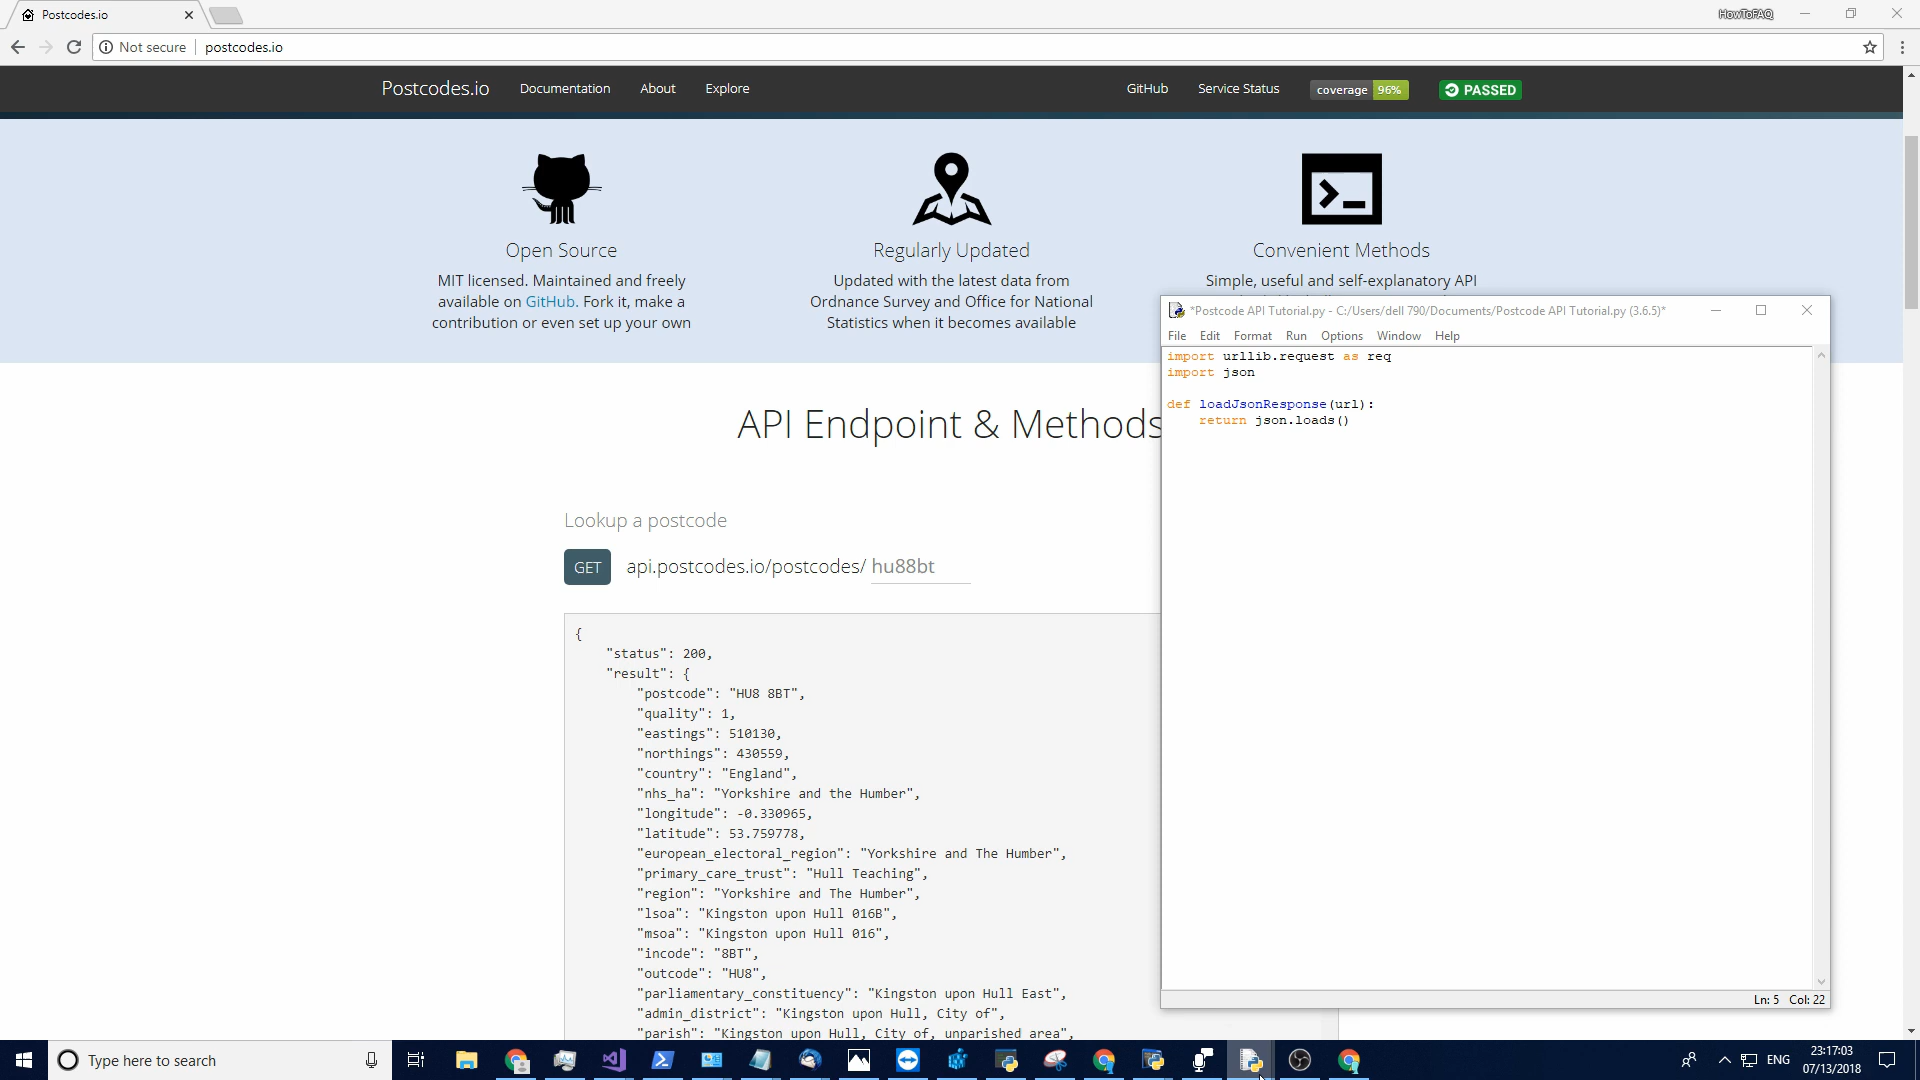 Postcodes.io
HowToFAQ
Not secure
postcodes.io
Postcodes.io
Documentation
About
Explore
GitHub
Service Status
coverage 96%
PASSED
Open Source
MIT licensed. Maintained and freely
available on GitHub. Fork it, make a
contribution or even set up your own
Regularly Updated
Updated with the latest data from
Ordnance Survey and Office for National
Statistics when it becomes available
Convenient Methods
Simple, useful and self-explanatory API
API Endpoint & Methods
Lookup a postcode
GET api.postcodes.io/postcodes/ hu88bt
{
"status": 200,
"result": {
"postcode": "HU8 8BT",
"quality": 1,
"eastings": 510130,
"northings": 430559,
"country": "England",
"nhs_ha": "Yorkshire and the Humber",
"longitude": -0.330965,
"latitude": 53.759778,
"european_electoral_region": "Yorkshire and The Humber",
"primary_care_trust": "Hull Teaching",
"region": "Yorkshire and The Humber",
"lsoa": "Kingston upon Hull 016B",
"msoa": "Kingston upon Hull 016",
"incode": "8BT",
"outcode": "HU8",
"parliamentary_constituency": "Kingston upon Hull East",
"admin_district": "Kingston upon Hull, City of",
"parish": "Kingston upon Hull, City of, unparished area",
*Postcode API Tutorial.py - C:/Users/dell 790/Documents/Postcode API Tutorial.py (3.6.5)*
File Edit Format Run Options Window Help
import urllib.request as req
import json
def loadJsonResponse(url):
return json.loads()
Ln: 5 Col: 22
Type here to search
ENG
23:17:03
07/13/2018